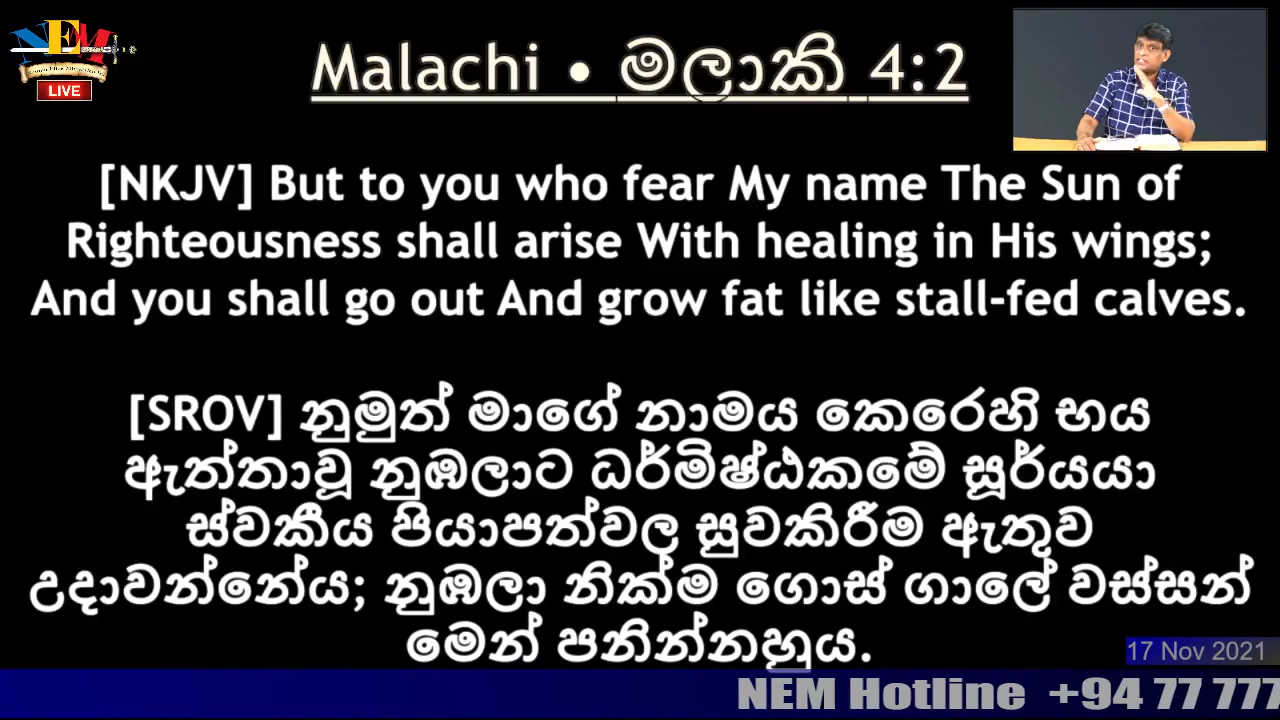 NEM
LIVE
Malachi • මලාකි 4:2
[NKJV] But to you who fear My name The Sun of
Righteousness shall arise With healing in His wings;
And you shall go out And grow fat like stall-fed calves.
[SROV] නුමුත් මාගේ නාමය කෙරෙහි භය
ඇත්තාවූ නුඹලාට ධර්මිෂ්ඨකමේ සූර්යයා
ස්වකීය පියාපත්වල සුවකිරීම ඇතුව
උදාවන්නේය; නුඹලා නික්ම ගොස් ගාලේ වස්සන්
මෙන් පනින්නහුය.
17 Nov 2021
NEM Hotline +94 77 777